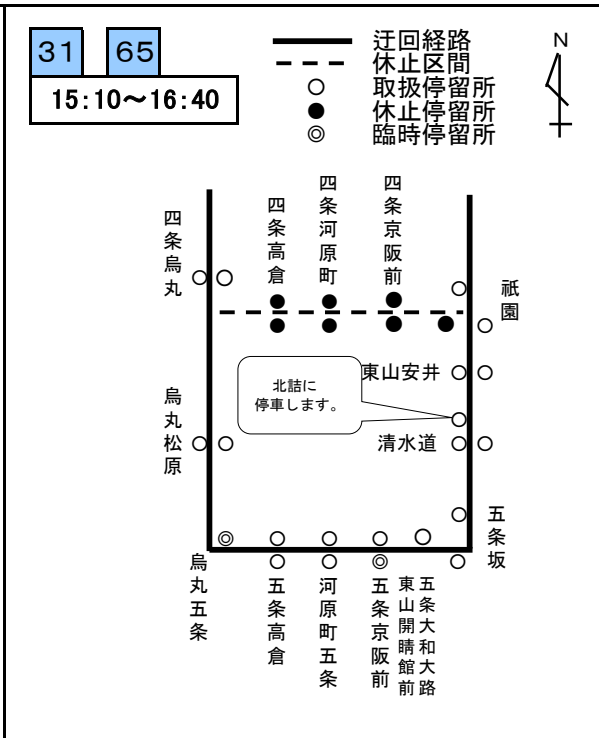 31 65
15:10～16:40
迂回経路
休止区間
取扱停留所
休止停留所
臨時停留所
N
四条烏丸
四条高倉
四条河原町
四条京阪前
祇園
東山安井
北詰に
停車します。
清水道
烏丸松原
五条坂
烏丸五条
五条高倉
河原町五条
五条京阪前
五条大和大路
東山開晴館前